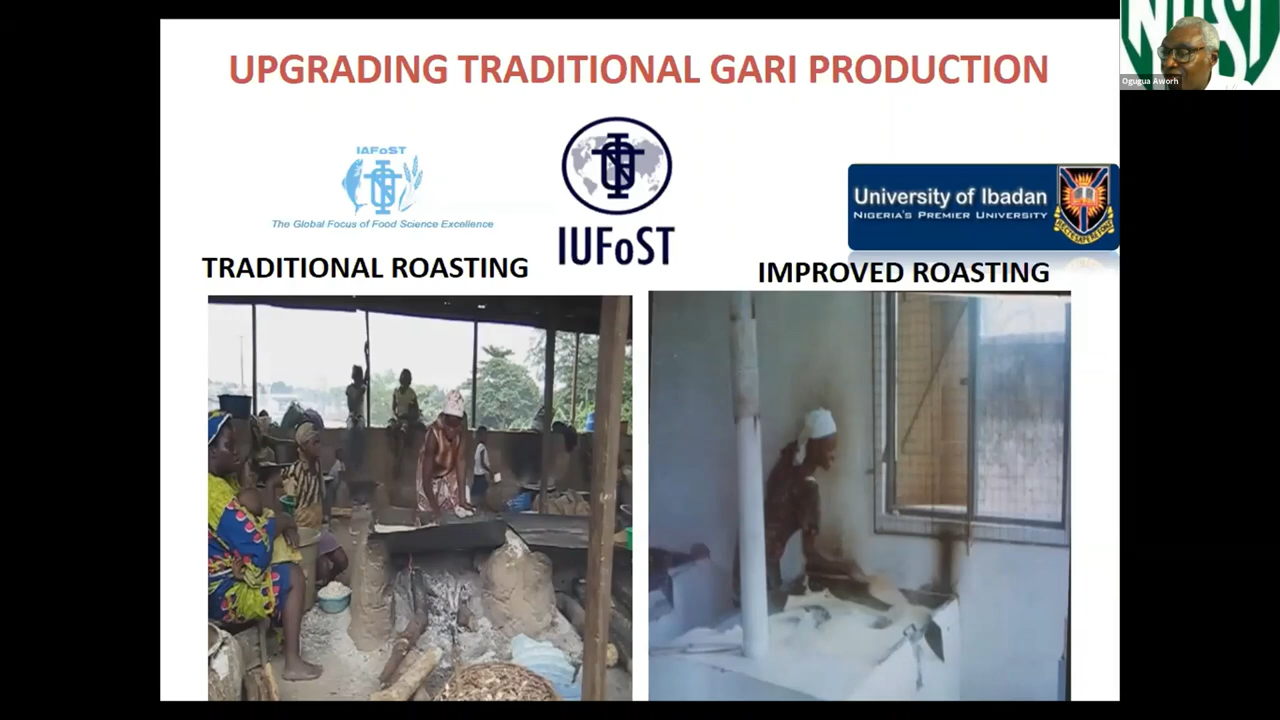 UPGRADING TRADITIONAL GARI PRODUCTION
Ogugua Aworh
IAFoST
The Global Focus of Food Science Excellence
IUFoST
University of Ibadan
NIGERIA'S PREMIER UNIVERSITY
TRADITIONAL ROASTING
IMPROVED ROASTING